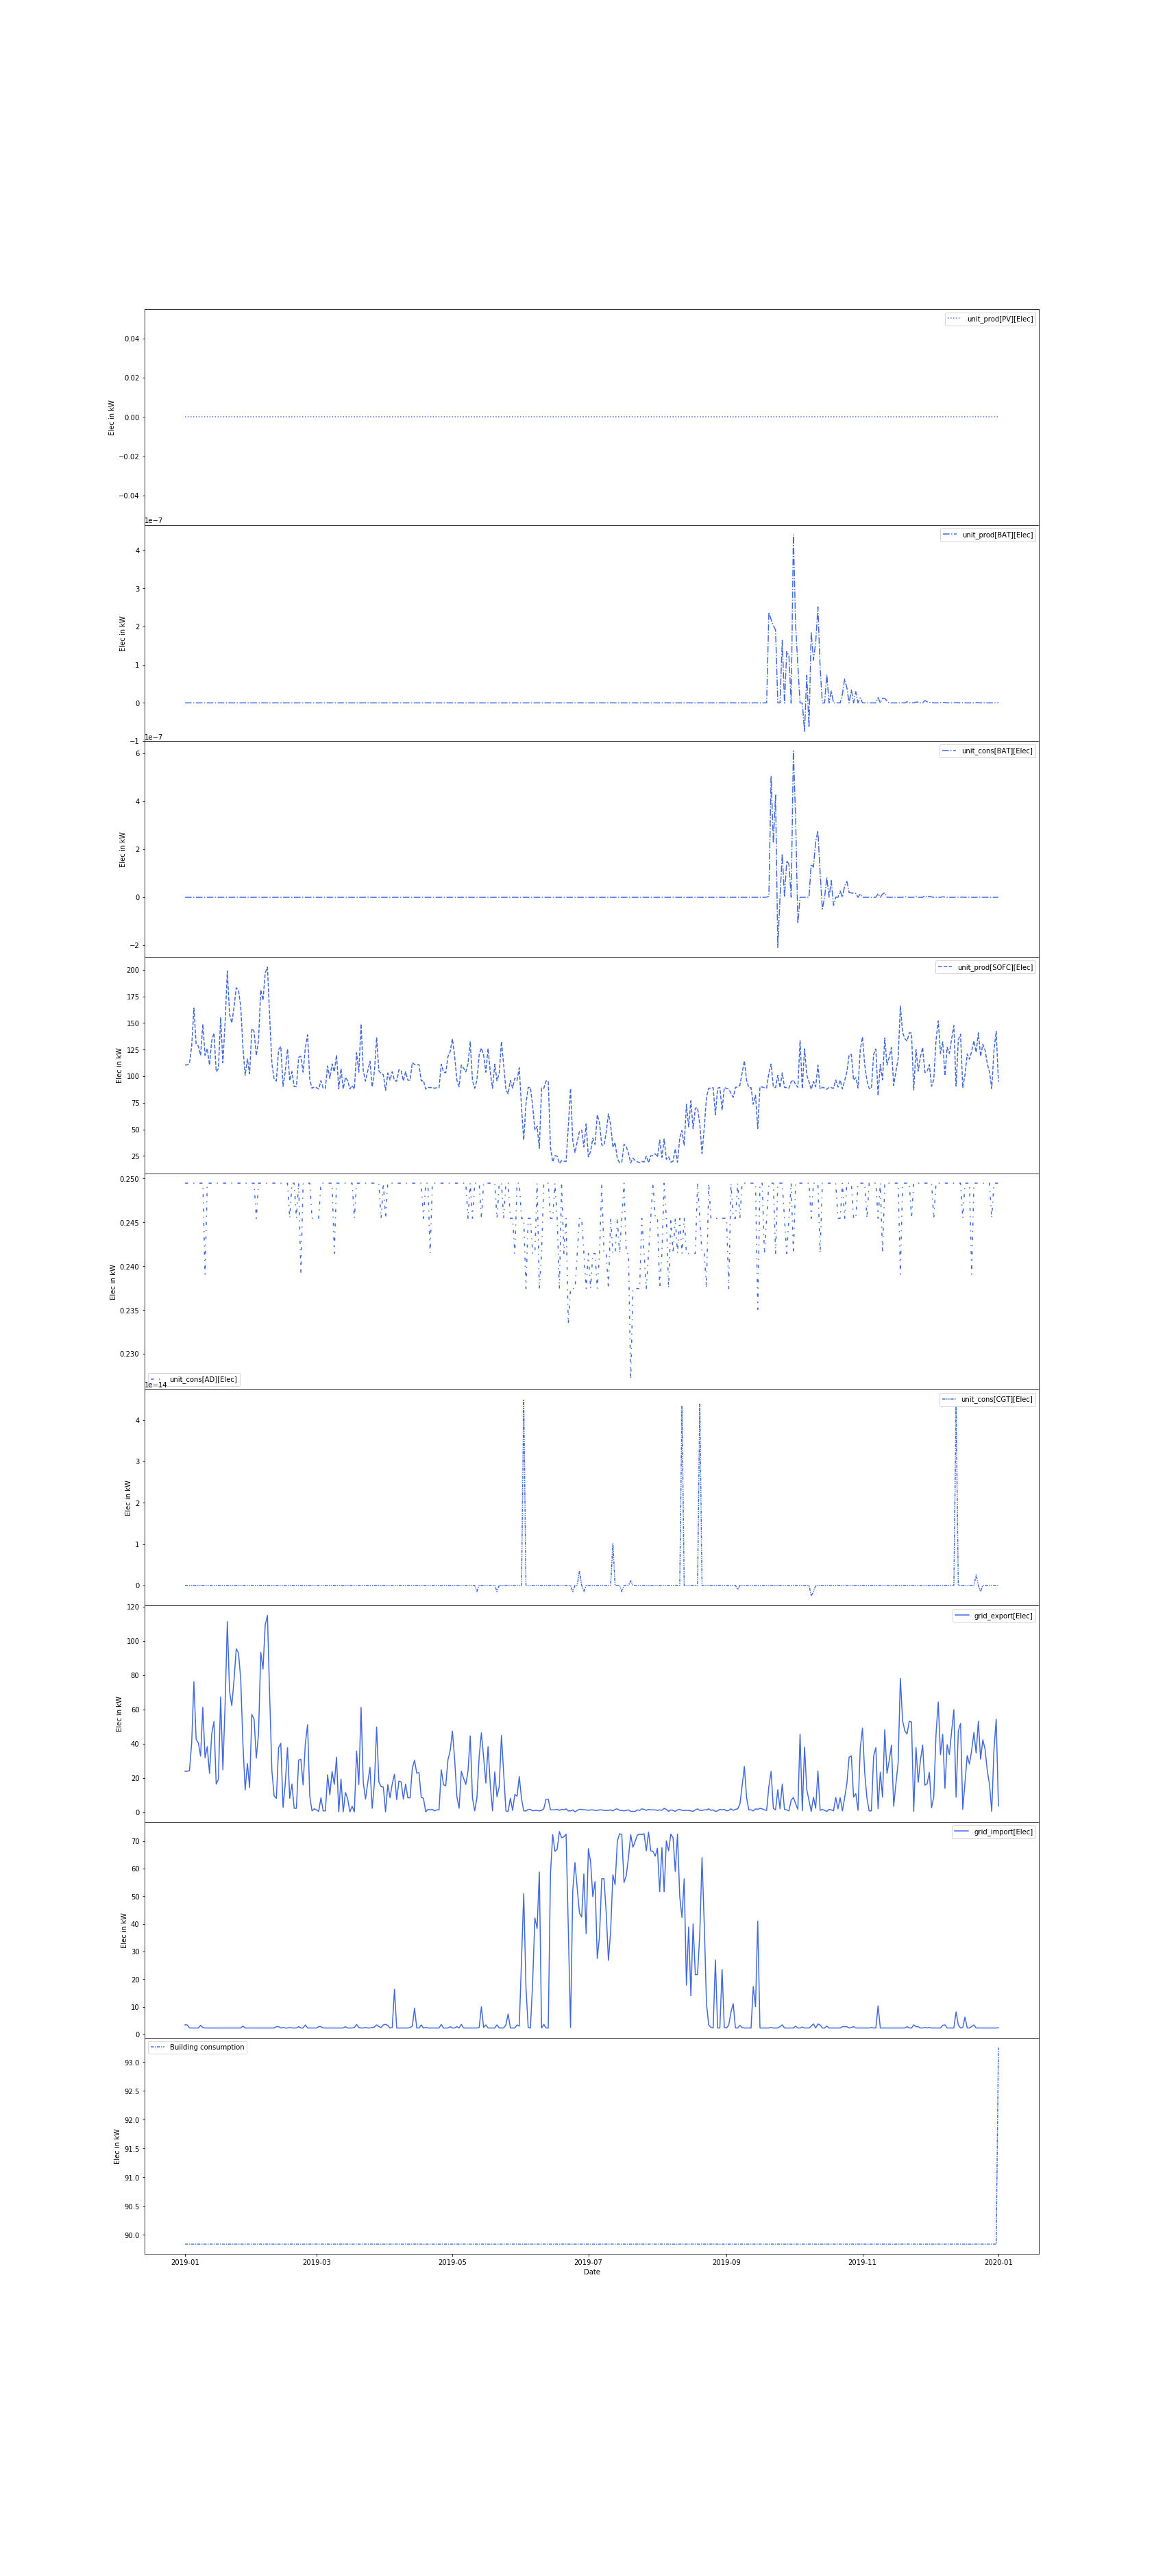 unit_prod[PV][Elec]
0.04
0.02
0.00
−0.02
−0.04
Elec in kW
1e−7
unit_prod[BAT][Elec]
4
3
2
1
0
−1
Elec in kW
1e−7
unit_cons[BAT][Elec]
6
4
2
0
−2
Elec in kW
unit_prod[SOFC][Elec]
200
175
150
125
100
75
50
25
Elec in kW
0.250
0.245
0.240
0.235
0.230
Elec in kW
unit_cons[AD][Elec]
1e−14
unit_cons[CGT][Elec]
4
3
2
1
0
Elec in kW
grid_export[Elec]
120
100
80
60
40
20
0
Elec in kW
grid_import[Elec]
70
60
50
40
30
20
10
0
Elec in kW
Building consumption
93.0
92.5
92.0
91.5
91.0
90.5
90.0
Elec in kW
2019-01 2019-03 2019-05 2019-07 2019-09 2019-11 2020-01
Date